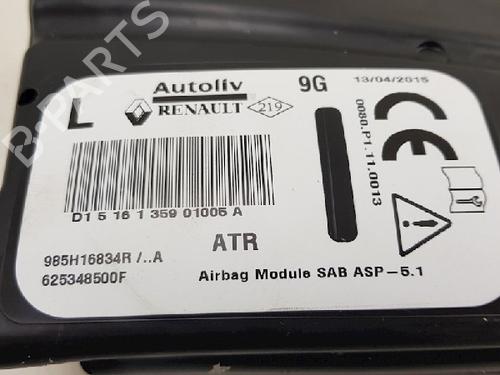 B-PARTS
Autoliv
9G
13/04/2015
L
RENAULT
219
0080.P1.11.0013
CE
D1 5 16 1 359 01005 A
985H16834R /..A
ATR
625348500F
Airbag Module SAB ASP-5.1